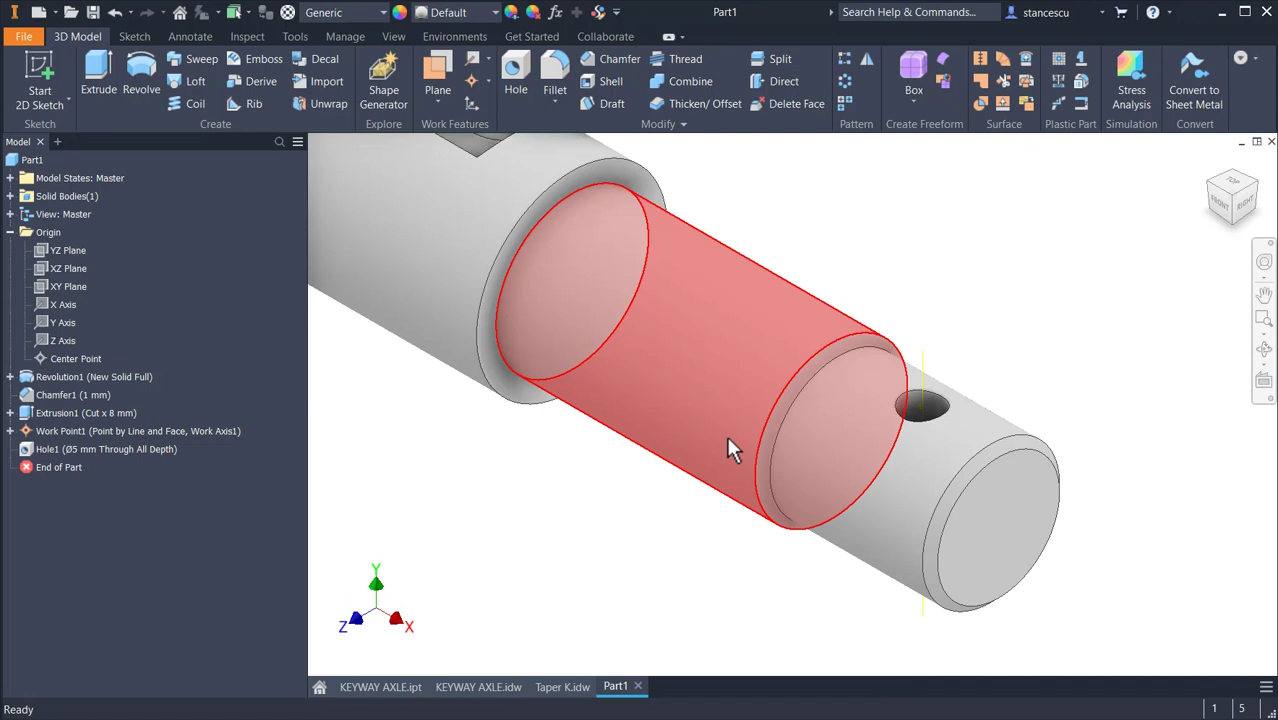 Generic
Default
Part1
Search Help & Commands...
stancescu
File
3D Model
Sketch
Annotate
Inspect
Tools
Manage
View
Environments
Get Started
Collaborate
Start
2D Sketch
Extrude
Revolve
Sweep
Loft
Coil
Emboss
Derive
Rib
Decal
Import
Unwrap
Shape
Generator
Plane
Hole
Fillet
Chamfer
Shell
Draft
Thread
Combine
Thicken/ Offset
Split
Direct
Delete Face
Box
Stress
Analysis
Convert to
Sheet Metal
Sketch
Create
Explore
Work Features
Modify
Pattern
Create Freeform
Surface
Plastic Part
Simulation
Convert
Model
Part1
Model States: Master
Solid Bodies(1)
View: Master
Origin
YZ Plane
XZ Plane
XY Plane
X Axis
Y Axis
Z Axis
Center Point
Revolution1 (New Solid Full)
Chamfer1 (1 mm)
Extrusion1 (Cut x 8 mm)
Work Point1 (Point by Line and Face, Work Axis1)
Hole1 (Ø5 mm Through All Depth)
End of Part
TOP
FRONT
RIGHT
Y
Z
X
KEYWAY AXLE.ipt
KEYWAY AXLE.idw
Taper K.idw
Part1
Ready
1
5